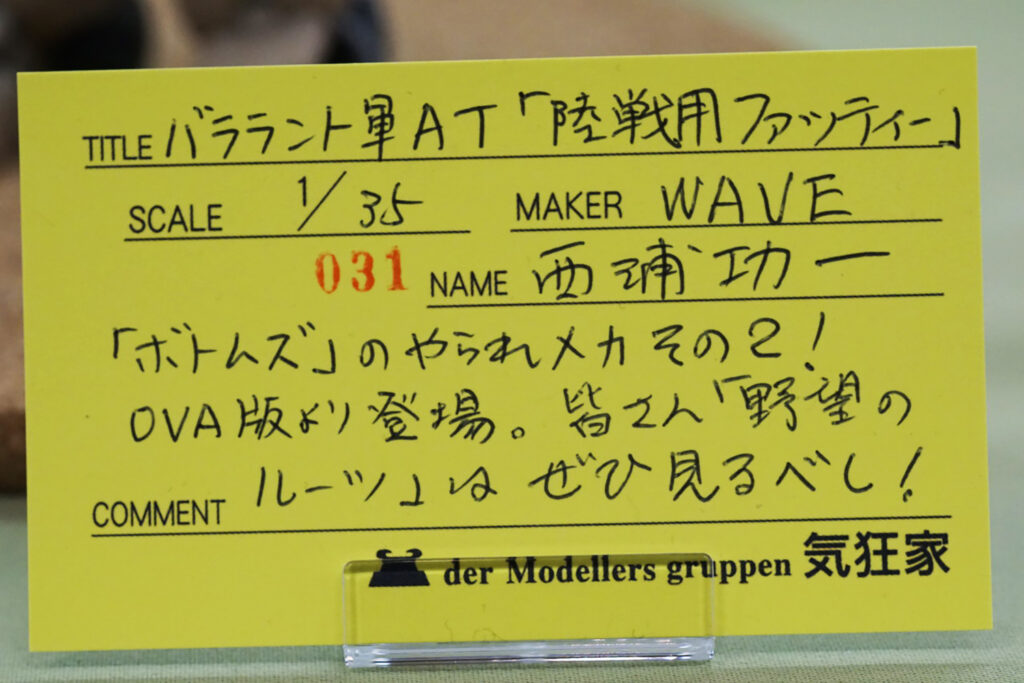 TITLE バララント軍AT「陸戦用ファッティー」
SCALE 1/35 MAKER WAVE
031 NAME 西浦功一
「ボトムズ」のやられメカその2!
OVA版より登場。皆さん「野望の
COMMENT ルーツ」はぜひ見るべし!
der Modellers gruppen 気狂家